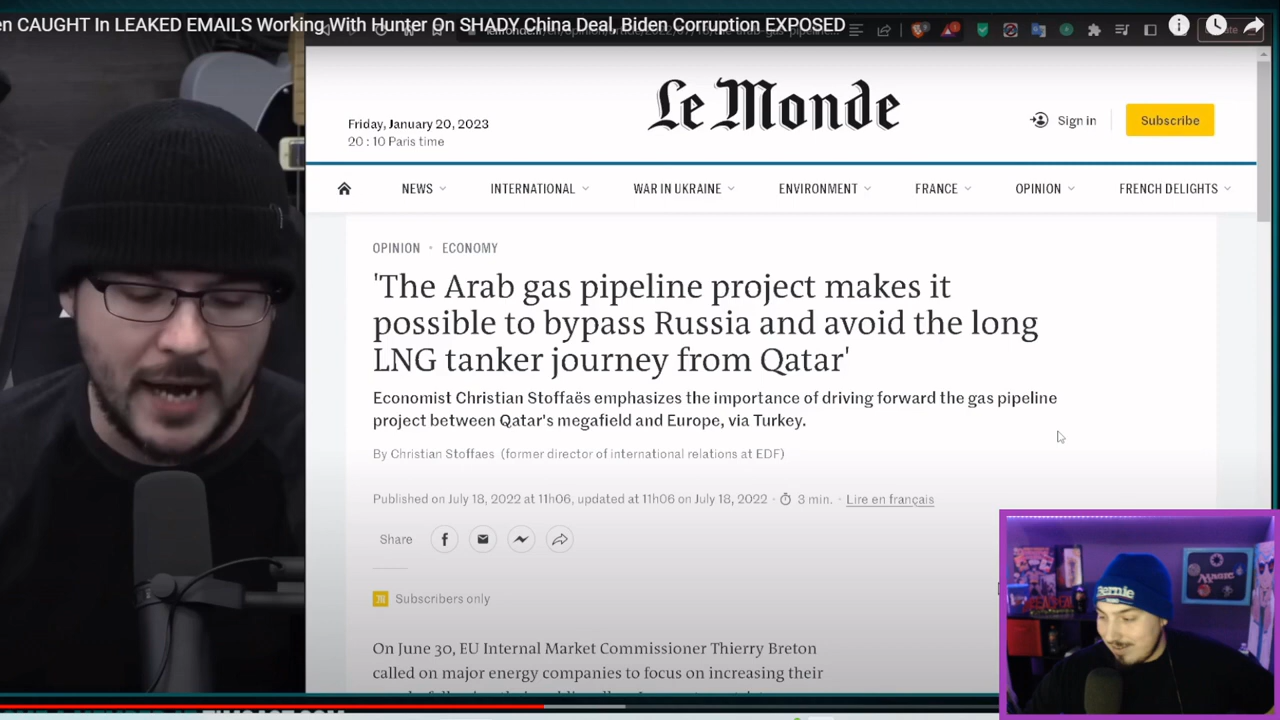 en CAUGHT In LEAKED EMAILS Working With Hunter On SHADY China Deal, Biden Corruption EXPOSED
Friday, January 20, 2023
20 : 10 Paris time
Le Monde
Sign in
Subscribe
NEWS
INTERNATIONAL
WAR IN UKRAINE
ENVIRONMENT
FRANCE
OPINION
FRENCH DELIGHTS
OPINION • ECONOMY
'The Arab gas pipeline project makes it
possible to bypass Russia and avoid the long
LNG tanker journey from Qatar'
Economist Christian Stoffaës emphasizes the importance of driving forward the gas pipeline
project between Qatar's megafield and Europe, via Turkey.
By Christian Stoffaes (former director of international relations at EDF)
Published on July 18, 2022 at 11h06, updated at 11h06 on July 18, 2022 • 3 min. • Lire en français
Share
Subscribers only
On June 30, EU Internal Market Commissioner Thierry Breton
called on major energy companies to focus on increasing their
Bernie
MAGIC